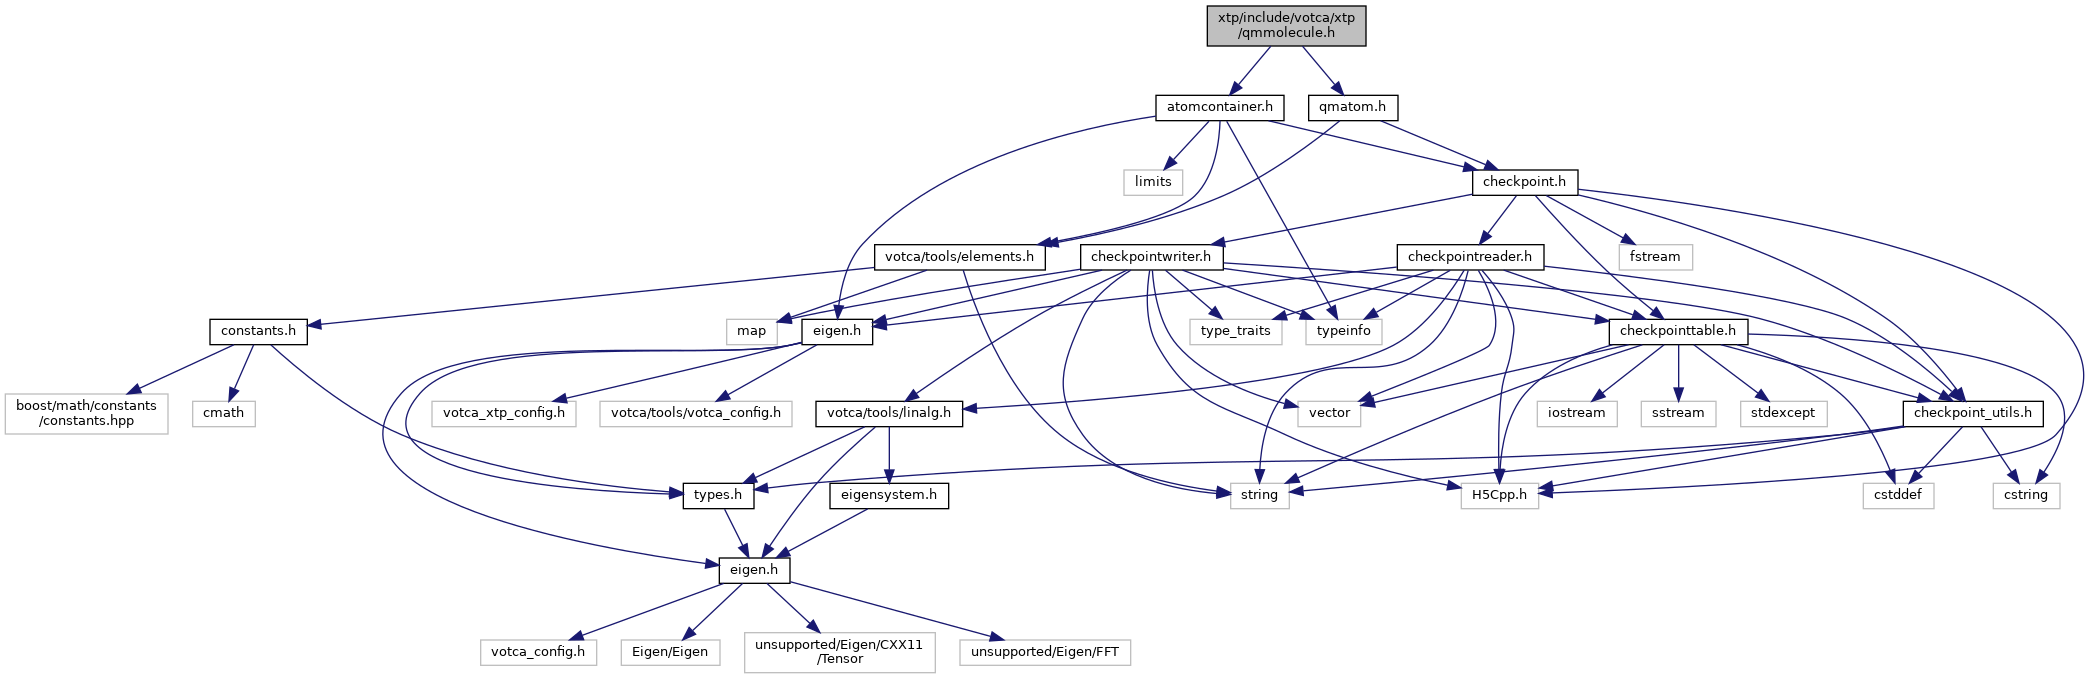 xtp/include/votca/xtp
/qmmolecule.h
atomcontainer.h
qmatom.h
limits
checkpoint.h
votca/tools/elements.h
checkpointwriter.h
checkpointreader.h
fstream
constants.h
map
eigen.h
type_traits
typeinfo
checkpointtable.h
boost/math/constants
/constants.hpp
cmath
votca_xtp_config.h
votca/tools/votca_config.h
votca/tools/linalg.h
vector
iostream
sstream
stdexcept
checkpoint_utils.h
types.h
eigensystem.h
string
H5Cpp.h
cstddef
cstring
eigen.h
votca_config.h
Eigen/Eigen
unsupported/Eigen/CXX11
/Tensor
unsupported/Eigen/FFT